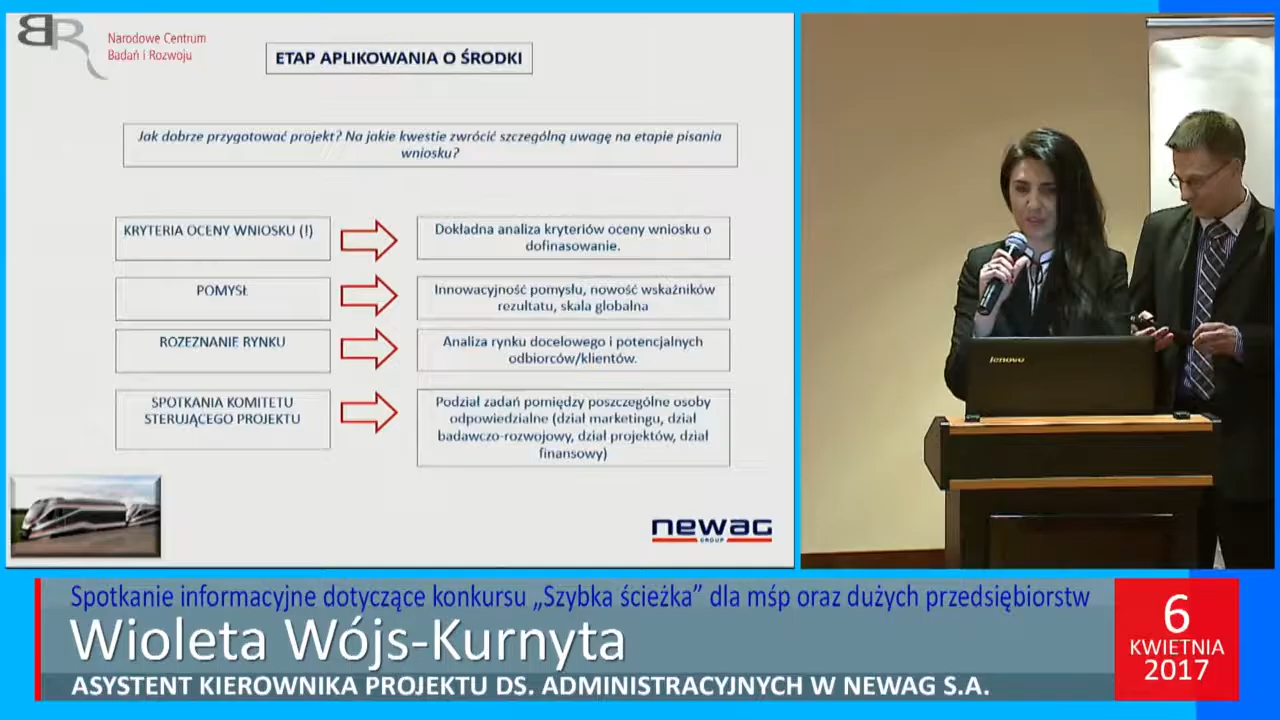 BR
Narodowe Centrum
Badań i Rozwoju
ETAP APLIKOWANIA O ŚRODKI
Jak dobrze przygotować projekt? Na jakie kwestie zwrócić szczególną uwagę na etapie pisania
wniosku?
KRYTERIA OCENY WNIOSKU (!)
Dokładna analiza kryteriów oceny wniosku o
dofinasowanie.
POMYSŁ
Innowacyjność pomysłu, nowość wskaźników
rezultatu, skala globalna
ROZEZNANIE RYNKU
Analiza rynku docelowego i potencjalnych
odbiorców/klientów.
SPOTKANIA KOMITETU
STERUJĄCEGO PROJEKTU
Podział zadań pomiędzy poszczególne osoby
odpowiedzialne (dział marketingu, dział
badawczo-rozwojowy, dział projektów, dział
finansowy)
newag
GROUP
lenovo
Spotkanie informacyjne dotyczące konkursu „Szybka ścieżka” dla mśp oraz dużych przedsiębiorstw
Wioleta Wójs-Kurnyta
ASYSTENT KIEROWNIKA PROJEKTU DS. ADMINISTRACYJNYCH W NEWAG S.A.
6
KWIETNIA
2017